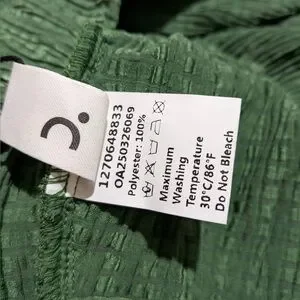 1270648833
OA250326069
Polyester: 100%
Maximum
Washing
Temperature
30°C/86°F
Do Not Bleach